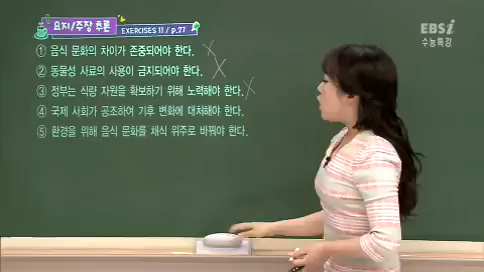 요지/주장 추론
EXERCISES 11 / p.27
EBSi
수능특강
① 음식 문화의 차이가 존중되어야 한다.
② 동물성 사료의 사용이 금지되어야 한다.
③ 정부는 식량 자원을 확보하기 위해 노력해야 한다.
④ 국제 사회가 공조하여 기후 변화에 대처해야 한다.
⑤ 환경을 위해 음식 문화를 채식 위주로 바꿔야 한다.